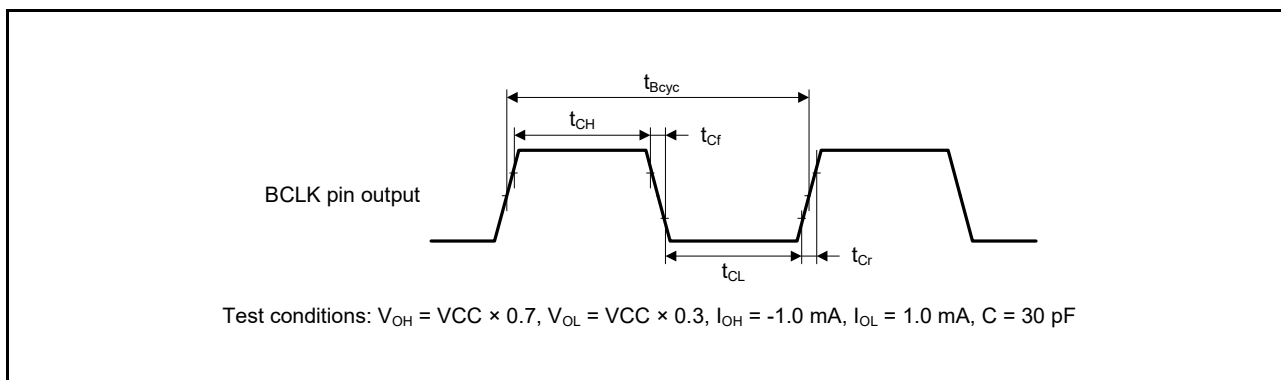 tBcyc
tCH
tCf
BCLK pin output
tCL
tCr
Test conditions: VOH = VCC × 0.7, VOL = VCC × 0.3, IOH = -1.0 mA, IOL = 1.0 mA, C = 30 pF